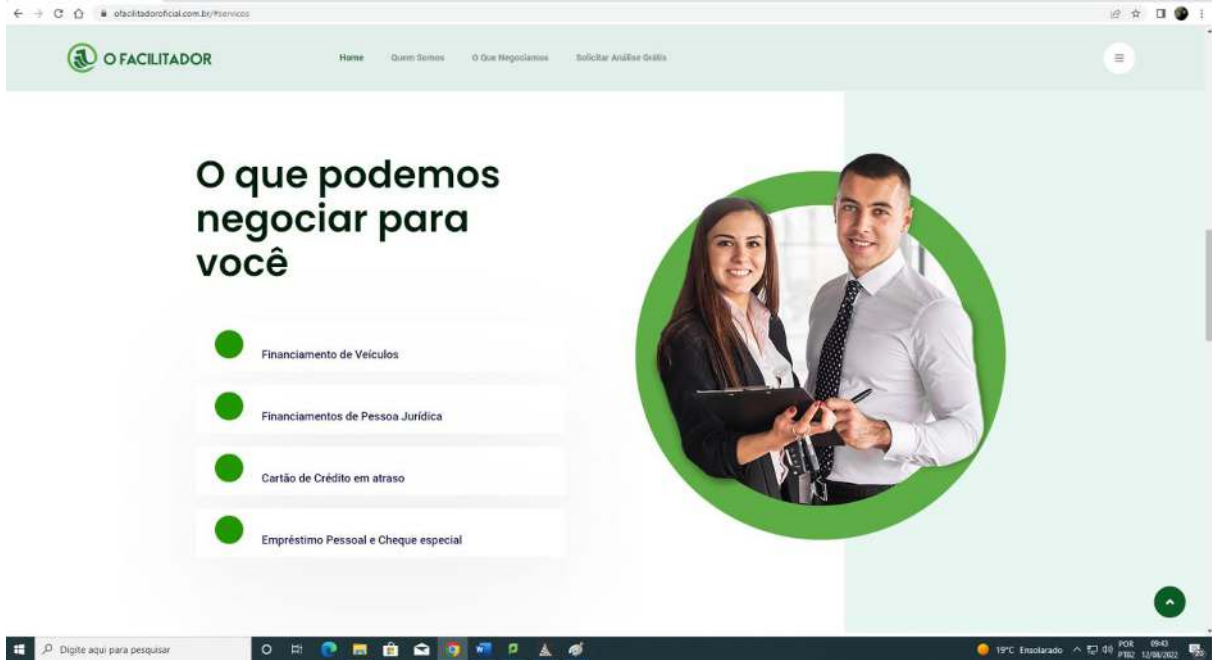 ofacilitadoroficial.com.br/#servicos
O FACILITADOR
Home
Quem Somos
O Que Negociamos
Solicitar Análise Grátis
O que podemos
negociar para
você
Financiamento de Veículos
Financiamentos de Pessoa Jurídica
Cartão de Crédito em atraso
Empréstimo Pessoal e Cheque especial
Digite aqui para pesquisar
19°C Ensolarado
POR
PTB2
09:43
12/08/2022